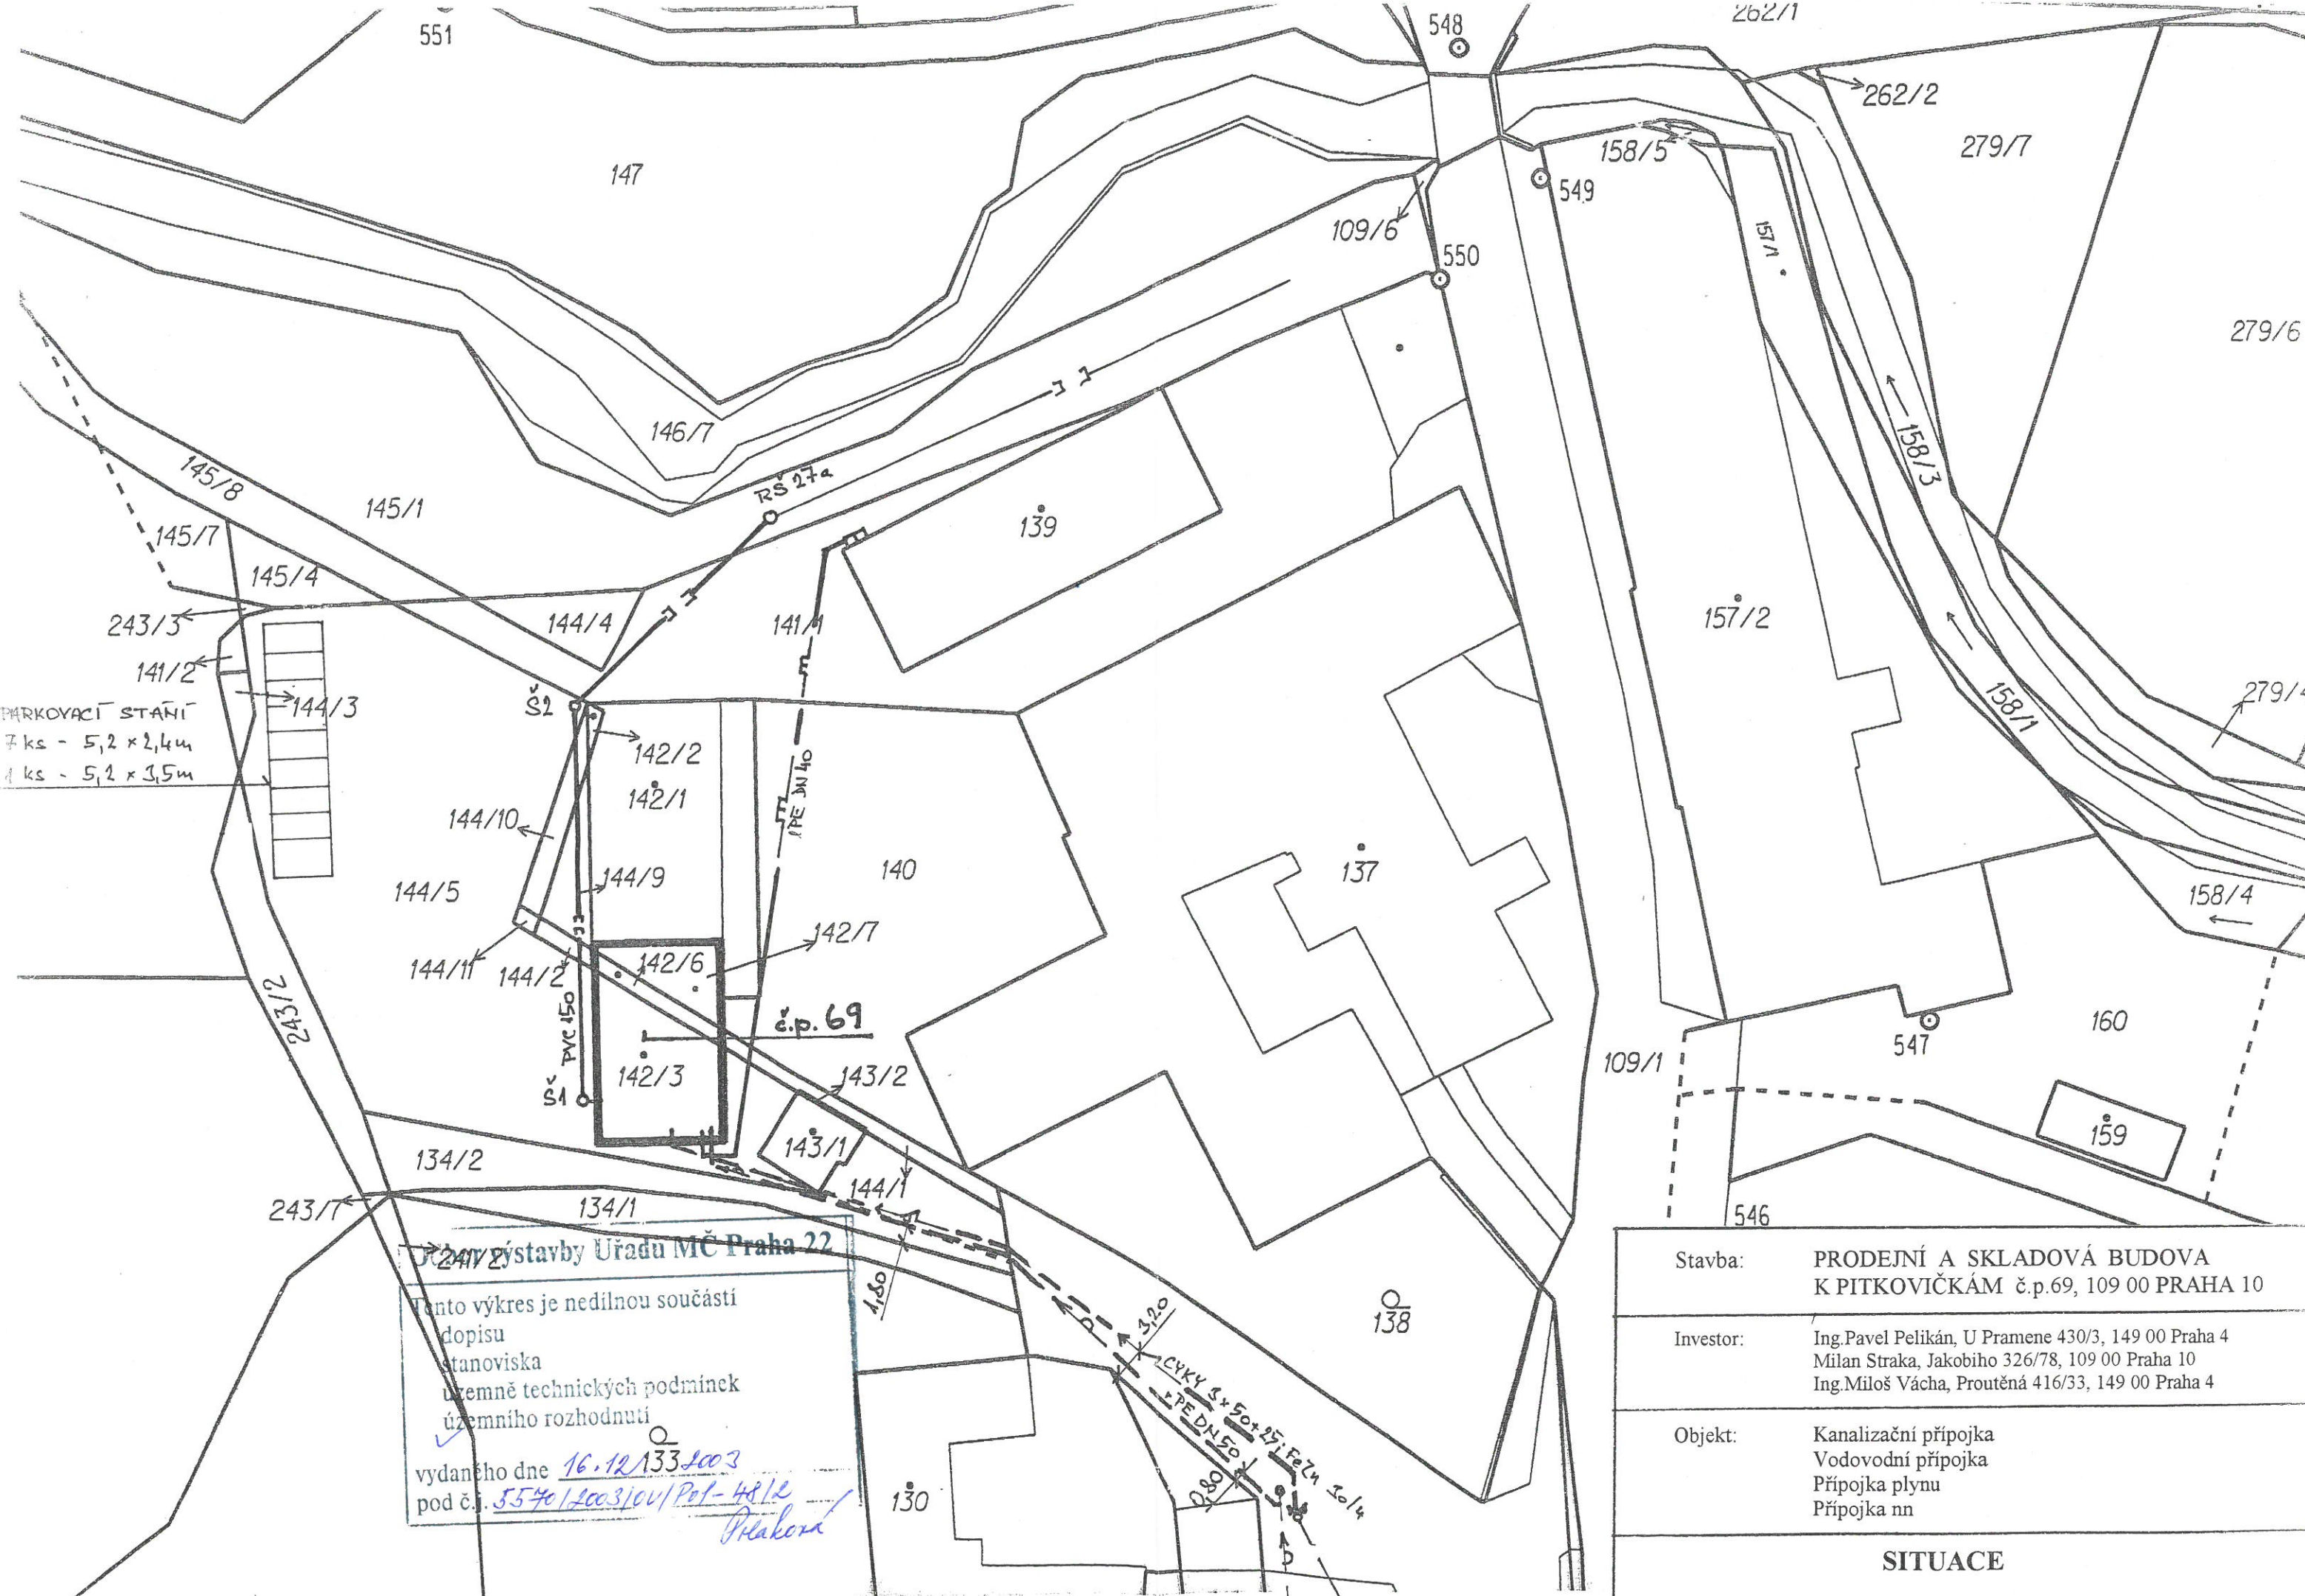 551
548
262/1
262/2
279/7
147
158/5
549
109/6
157/1
550
279/6
146/7
158/3
145/8
RŠ 27a
145/1
139
145/7
145/4
243/3
144/4
141/1
157/2
141/2
144/3
Š2
158/1
PARKOVACÍ STÁNÍ
7 ks - 5,2 × 2,4m
1 ks - 5,2 × 3,5m
142/2
142/1
PE DN 40
144/10
140
137
144/5
144/9
158/4
142/7
144/11
144/2
142/6
243/2
PVC 150
č.p. 69
160
547
109/1
142/3
143/2
Š1
159
143/1
134/2
144/1
243/7
134/1
546
241/2
1,80
138
3,20
CYKY 3×50+25; FeZn 30/4
PE DN 50
0,80
133
130
Odbor výstavby Úřadu MČ Praha 22
Tento výkres je nedílnou součástí
dopisu
stanoviska
územně technických podmínek
územního rozhodnutí
vydaného dne 16.12.2003
pod č.j. 5570/2003/OV/Pol-48/2
Stavba: PRODEJNÍ A SKLADOVÁ BUDOVA
K PITKOVIČKÁM č.p.69, 109 00 PRAHA 10
Investor: Ing.Pavel Pelikán, U Pramene 430/3, 149 00 Praha 4
Milan Straka, Jakobiho 326/78, 109 00 Praha 10
Ing.Miloš Vácha, Proutěná 416/33, 149 00 Praha 4
Objekt: Kanalizační přípojka
Vodovodní přípojka
Přípojka plynu
Přípojka nn
SITUACE